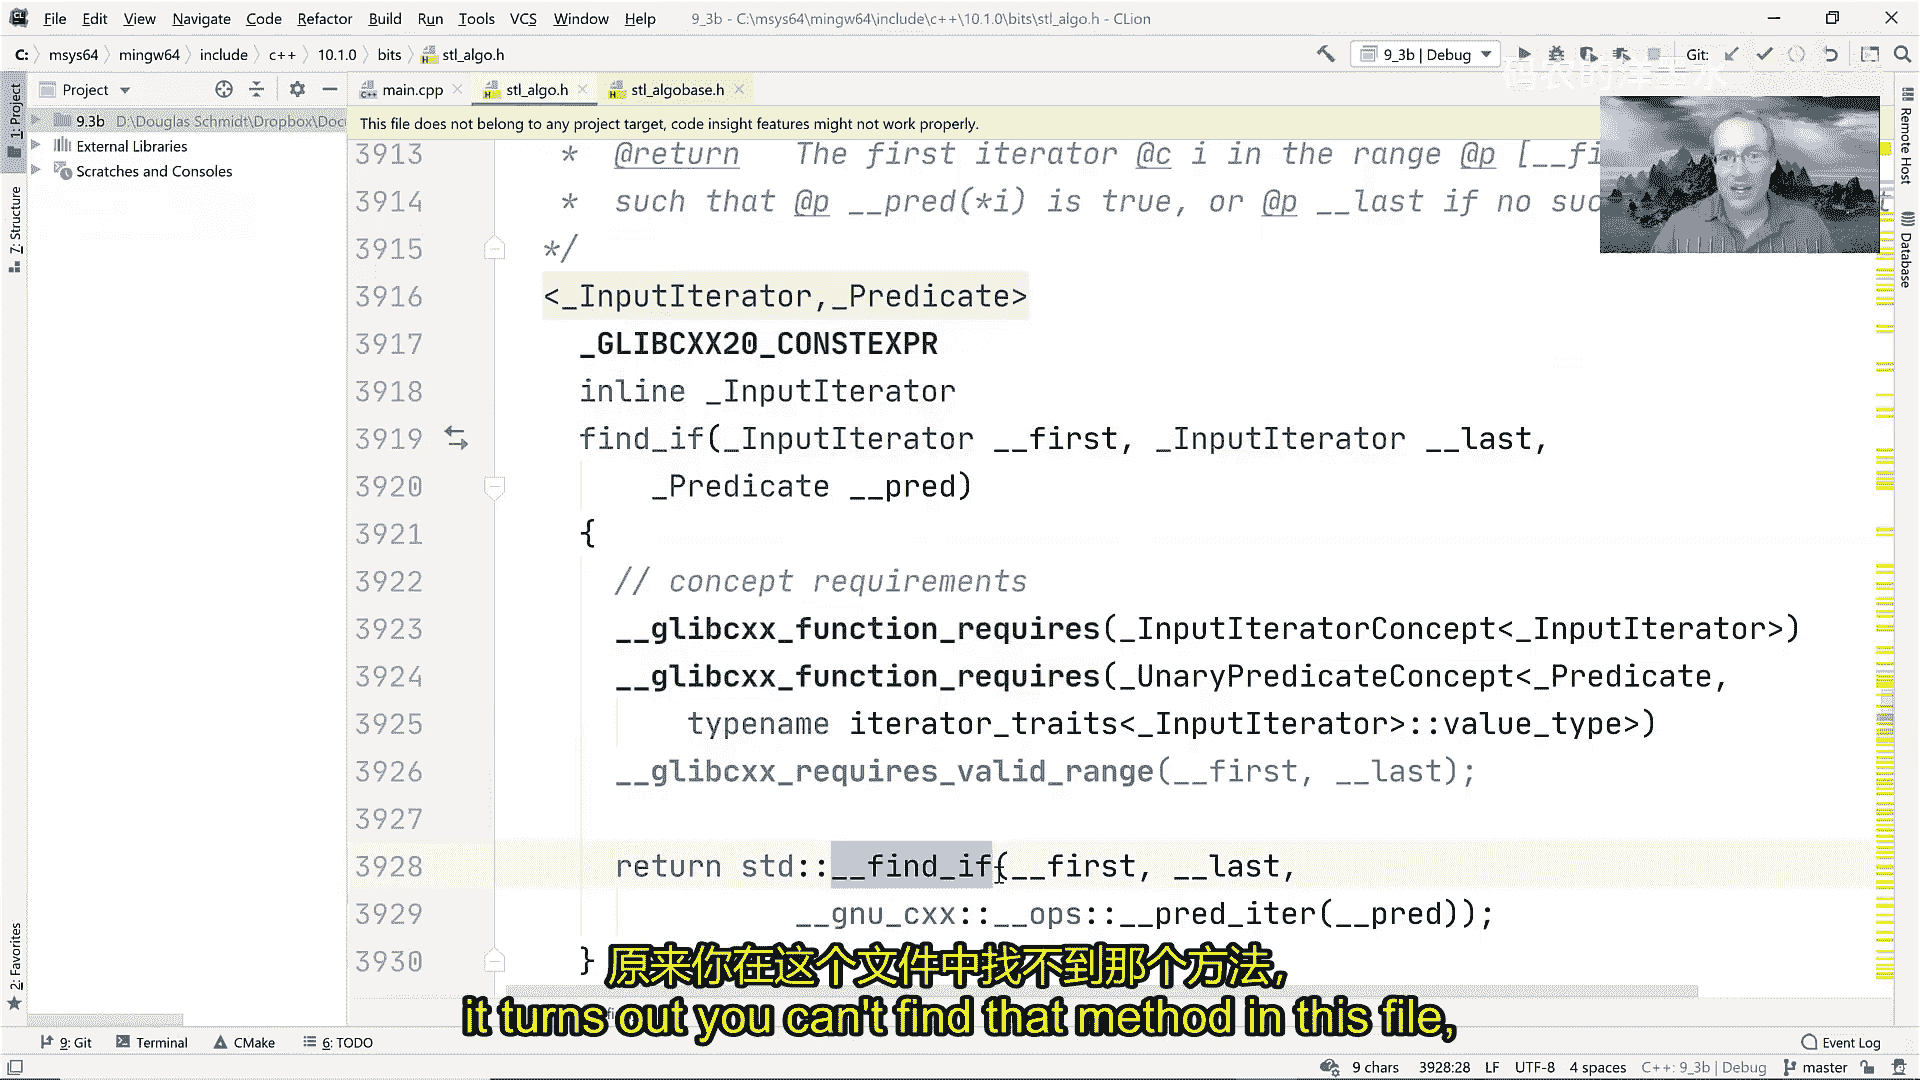 File Edit View Navigate Code Refactor Build Run Tools VCS Window Help 9_3b - C:\msys64\mingw64\include\c++\10.1.0\bits\stl_algo.h - CLion
C: msys64 mingw64 include c++ 10.1.0 bits stl_algo.h 9_3b | Debug Git:
码农的洋墨水
Project main.cpp stl_algo.h stl_algobase.h
1: Project
9.3b D:\Douglas Schmidt\Dropbox\Doc
This file does not belong to any project target, code insight features might not work properly.
External Libraries
Scratches and Consoles
7: Structure
2: Favorites
Remote Host
Database
3913 * @return The first iterator @c i in the range @p [__fi
3914 * such that @p __pred(*i) is true, or @p __last if no suc
3915 */
3916 <_InputIterator,_Predicate>
3917 _GLIBCXX20_CONSTEXPR
3918 inline _InputIterator
3919 find_if(_InputIterator __first, _InputIterator __last,
3920 _Predicate __pred)
3921 {
3922 // concept requirements
3923 __glibcxx_function_requires(_InputIteratorConcept<_InputIterator>)
3924 __glibcxx_function_requires(_UnaryPredicateConcept<_Predicate,
3925 typename iterator_traits<_InputIterator>::value_type>)
3926 __glibcxx_requires_valid_range(__first, __last);
3927
3928 return std::__find_if(__first, __last,
3929 __gnu_cxx::__ops::__pred_iter(__pred));
3930 }
原来你在这个文件中找不到那个方法,
it turns out you can't find that method in this file,
9: Git Terminal CMake 6: TODO Event Log
9 chars 3928:28 LF UTF-8 4 spaces C++: 9_3b | Debug master